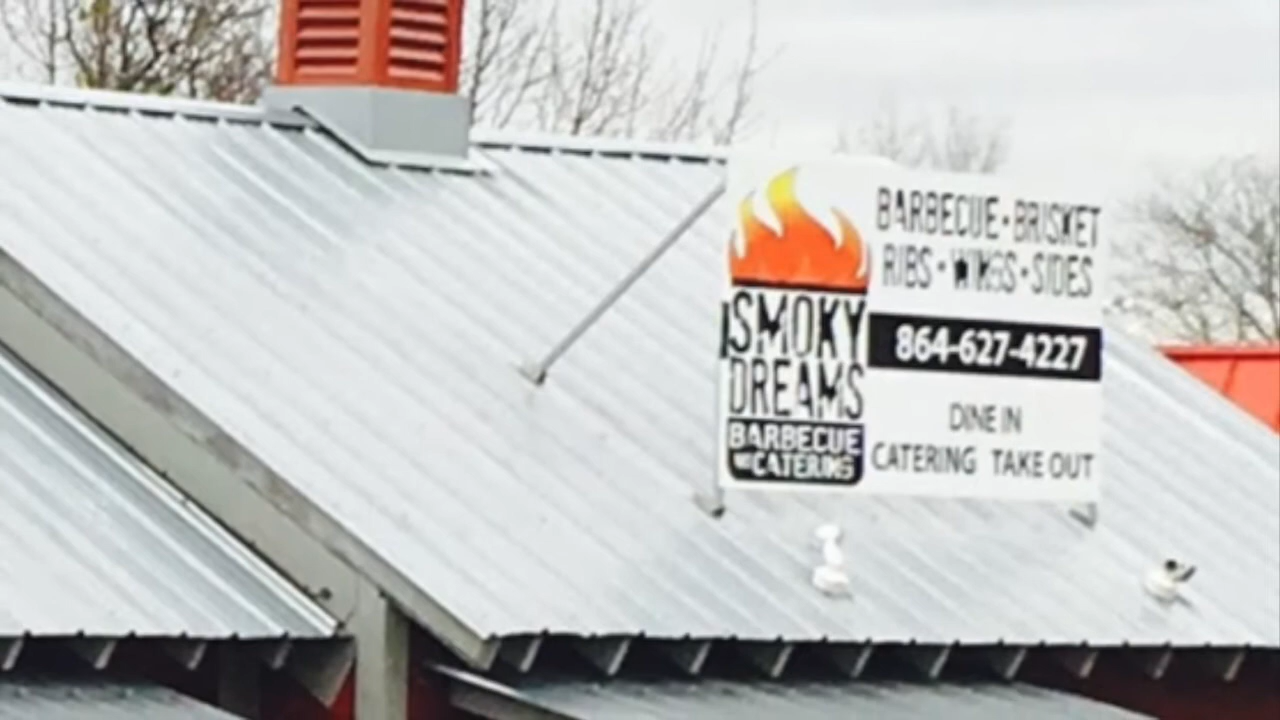 SMOKY
DREAMS
BARBECUE
CATERING
BARBECUE • BRISKET
RIBS • WINGS • SIDES
864-627-4227
DINE IN
CATERING TAKE OUT